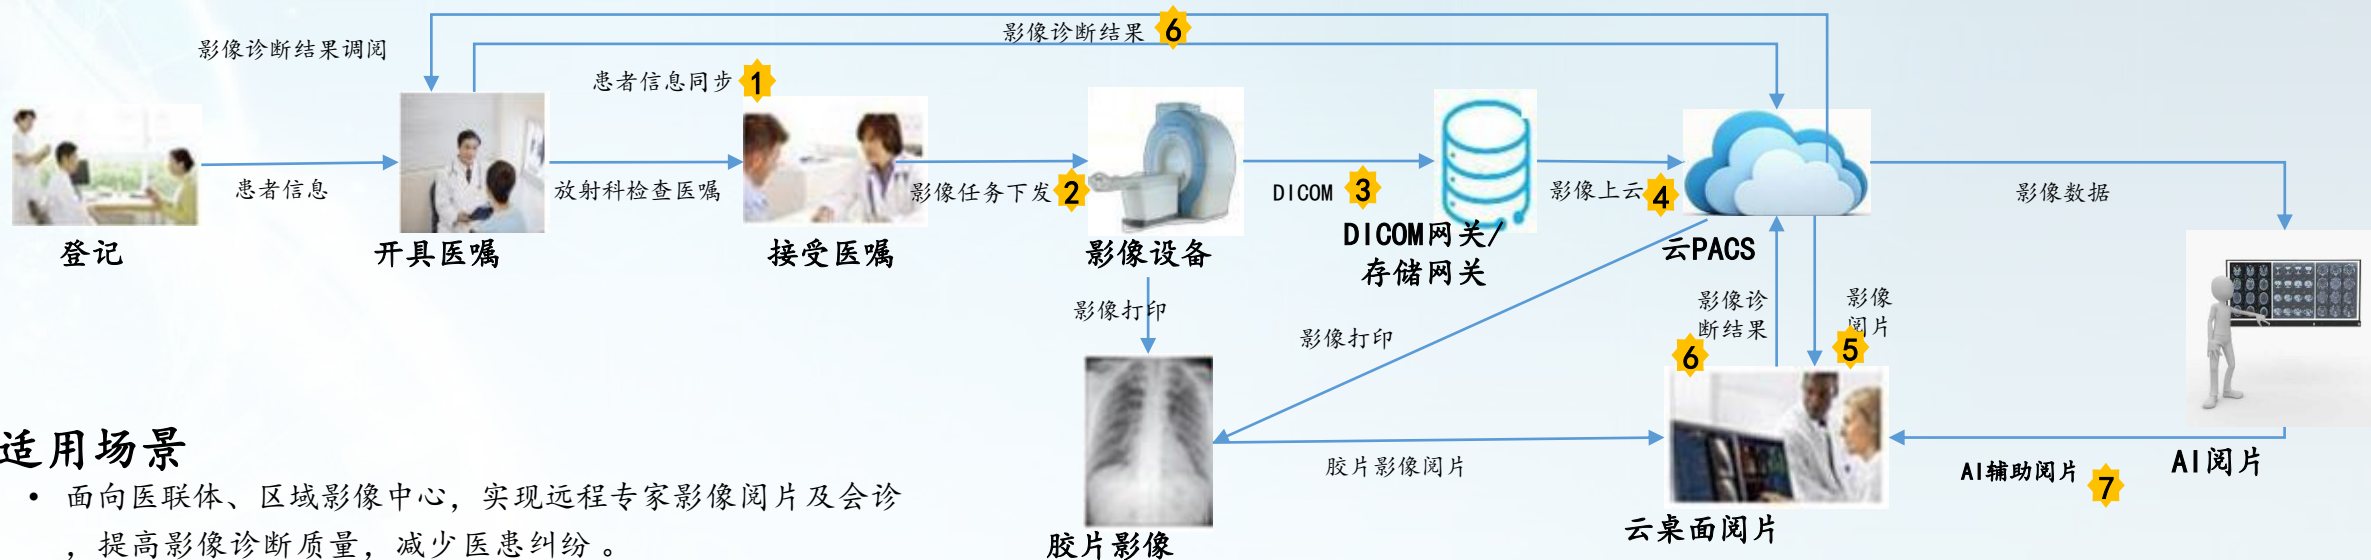 影像诊断结果 6
影像诊断结果调阅
患者信息同步 1
患者信息
放射科检查医嘱
影像任务下发 2
DICOM 3
影像上云 4
影像数据
登记
开具医嘱
接受医嘱
影像设备
DICOM网关/
存储网关
云PACS
影像打印
影像打印
影像诊
断结果
6
影像
阅片
5
胶片影像阅片
AI辅助阅片 7
AI阅片
云桌面阅片
胶片影像
适用场景
• 面向医联体、区域影像中心，实现远程专家影像阅片及会诊
，提高影像诊断质量，减少医患纠纷。